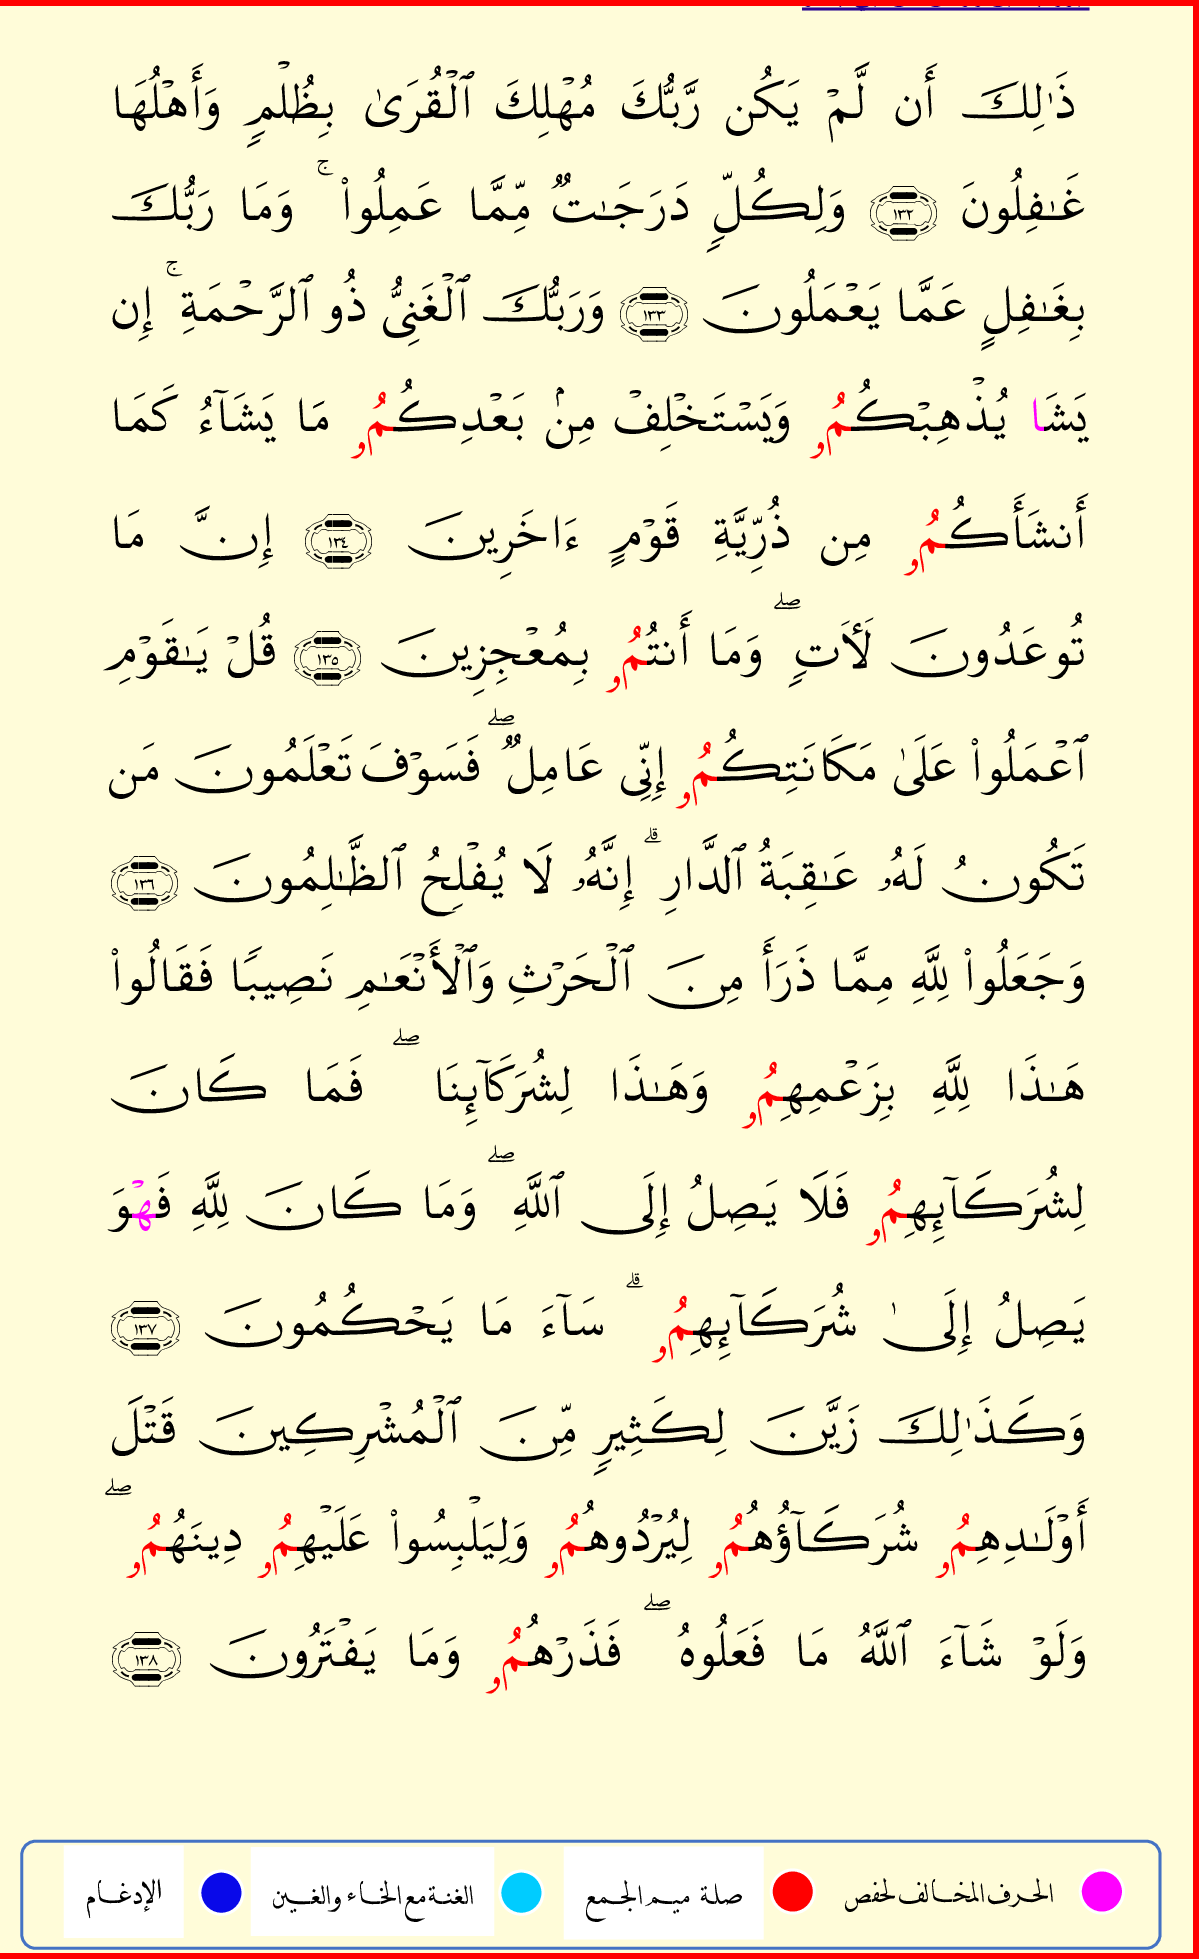 ذَٰلِكَ أَن لَّمْ يَكُن رَّبُّكَ مُهْلِكَ ٱلْقُرَىٰ بِظُلْمٍ وَأَهْلُهَا
غَـٰفِلُونَ ١٣٢ وَلِكُلٍّ دَرَجَـٰتٌ مِّمَّا عَمِلُوا۟ ۚ وَمَا رَبُّكَ
بِغَـٰفِلٍ عَمَّا يَعْمَلُونَ ١٣٣ وَرَبُّكَ ٱلْغَنِىُّ ذُو ٱلرَّحْمَةِ ۚ إِن
يَشَا يُذْهِبْكُمُۥ وَيَسْتَخْلِفْ مِنۢ بَعْدِكُمُۥ مَا يَشَآءُ كَمَا
أَنشَأَكُمُۥ مِن ذُرِّيَّةِ قَوْمٍ ءَاخَرِينَ ١٣٤ إِنَّ مَا
تُوعَدُونَ لَـَٔاتٍ ۖ وَمَا أَنتُمُۥ بِمُعْجِزِينَ ١٣٥ قُلْ يَـٰقَوْمِ
ٱعْمَلُوا۟ عَلَىٰ مَكَانَتِكُمُۥ إِنِّى عَامِلٌ ۖ فَسَوْفَ تَعْلَمُونَ مَن
تَكُونُ لَهُۥ عَـٰقِبَةُ ٱلدَّارِ ۗ إِنَّهُۥ لَا يُفْلِحُ ٱلظَّـٰلِمُونَ ١٣٦
وَجَعَلُوا۟ لِلَّهِ مِمَّا ذَرَأَ مِنَ ٱلْحَرْثِ وَٱلْأَنْعَـٰمِ نَصِيبًا فَقَالُوا۟
هَـٰذَا لِلَّهِ بِزَعْمِهِمُۥ وَهَـٰذَا لِشُرَكَآئِنَا ۖ فَمَا كَانَ
لِشُرَكَآئِهِمُۥ فَلَا يَصِلُ إِلَى ٱللَّهِ ۖ وَمَا كَانَ لِلَّهِ فَهْوَ
يَصِلُ إِلَىٰ شُرَكَآئِهِمُۥ ۗ سَآءَ مَا يَحْكُمُونَ ١٣٧
وَكَذَٰلِكَ زَيَّنَ لِكَثِيرٍ مِّنَ ٱلْمُشْرِكِينَ قَتْلَ
أَوْلَـٰدِهِمُۥ شُرَكَآؤُهُمُۥ لِيُرْدُوهُمُۥ وَلِيَلْبِسُوا۟ عَلَيْهِمُۥ دِينَهُمُۥ ۖ
وَلَوْ شَآءَ ٱللَّهُ مَا فَعَلُوهُ ۖ فَذَرْهُمُۥ وَمَا يَفْتَرُونَ ١٣٨
الحرف المخالف لحفص صلة ميم الجمع الغنة مع الخاء والغين الإدغام